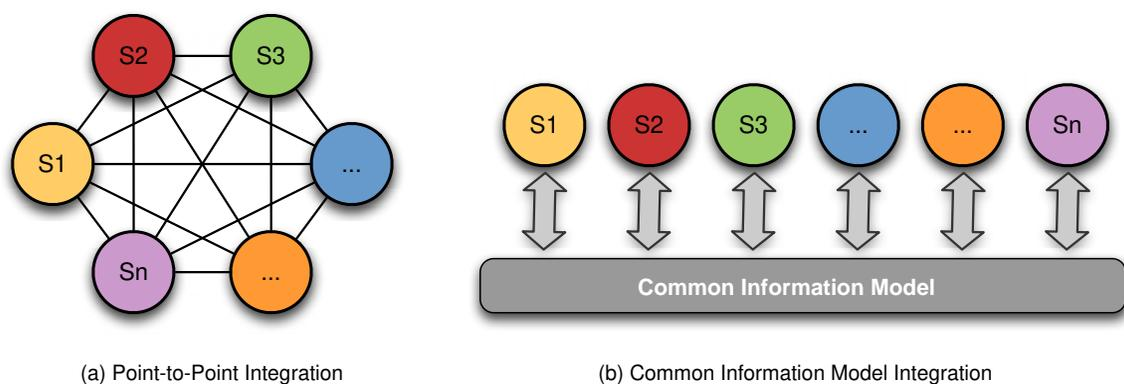 S2 S3
S1 ...
Sn ...
(a) Point-to-Point Integration
S1 S2 S3 ... ... Sn
Common Information Model
(b) Common Information Model Integration